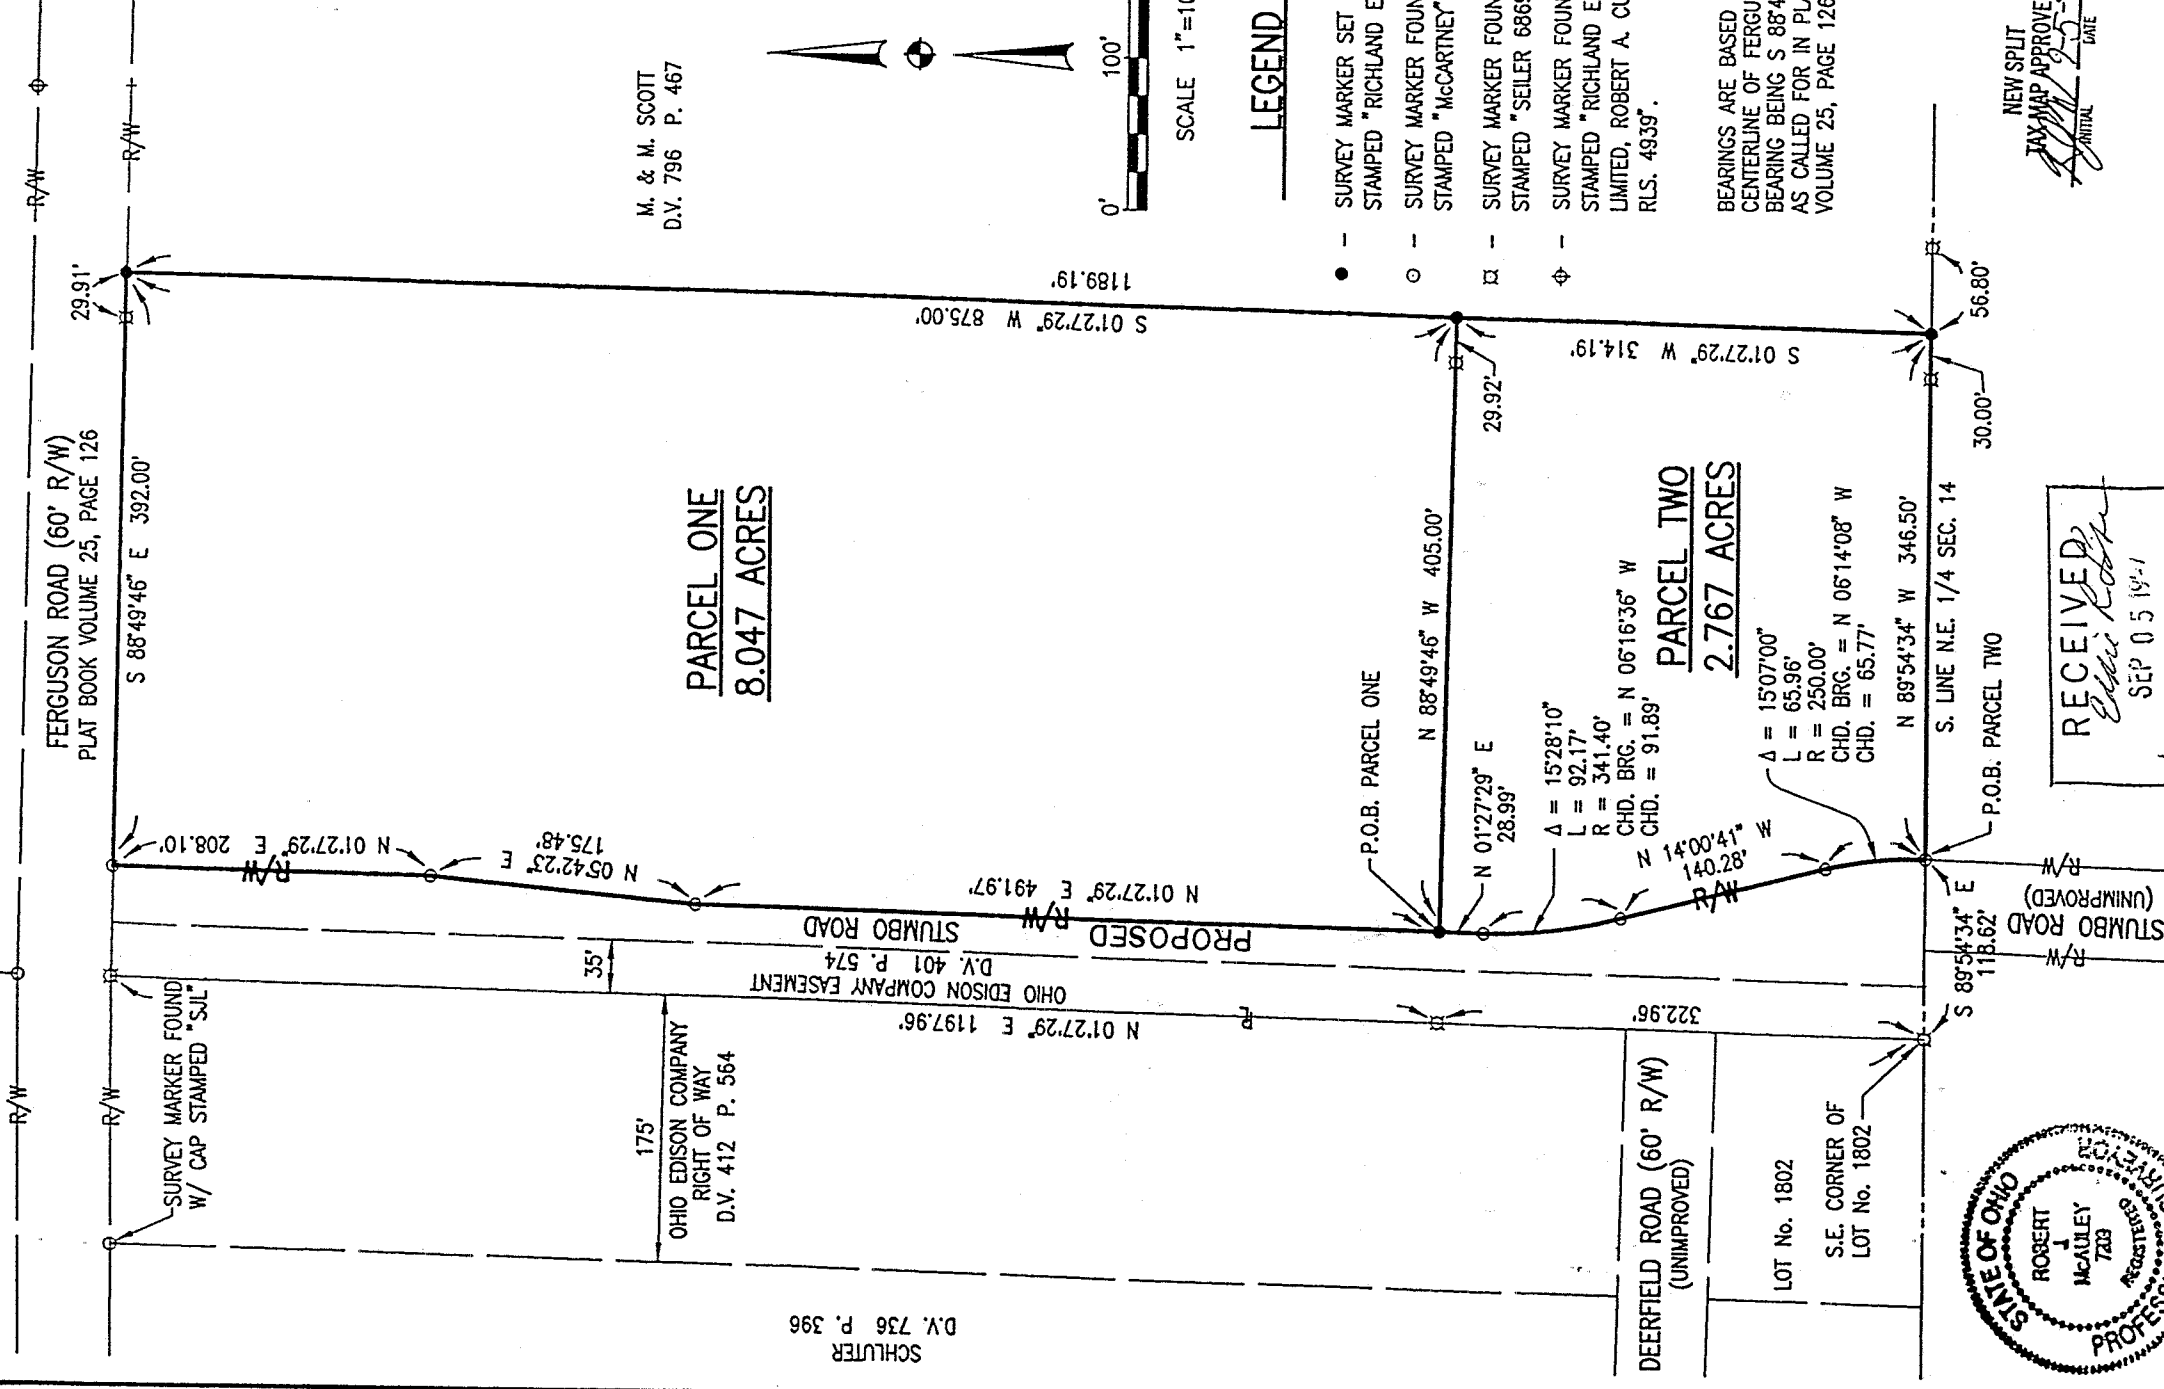 FERGUSON ROAD (60' R/W)
PLAT BOOK VOLUME 25, PAGE 126
R/W
R/W
R/W
R/W
29.91'
S 88°49'46" E 392.00'
SURVEY MARKER FOUND
W/ CAP STAMPED "SJL"
M. & M. SCOTT
D.V. 796 P. 467
PARCEL ONE
8.047 ACRES
1189.19'
S 01°27'29" W 875.00'
S 01°27'29" W 314.19'
N 01°27'29" E 208.10'
R/W
N 05°42'23" E
175.48'
N 01°27'29" E 491.97'
R/W
PROPOSED
STUMBO ROAD
D.V. 401 P. 574
OHIO EDISON COMPANY EASEMENT
35'
N 01°27'29" E 1197.96'
322.96'
175'
OHIO EDISON COMPANY
RIGHT OF WAY
D.V. 412 P. 564
SCHLUTER
D.V. 736 P. 396
P.O.B. PARCEL ONE
N 88°49'46" W 405.00'
29.92'
N 01°27'29" E
28.99'
Δ = 15°28'10"
L = 92.17'
R = 341.40'
CHD. BRG. = N 06°16'36" W
CHD. = 91.89'
PARCEL TWO
2.767 ACRES
N 14°00'41" W
140.28'
R/W
Δ = 15°07'00"
L = 65.96'
R = 250.00'
CHD. BRG. = N 06°14'08" W
CHD. = 65.77'
N 89°54'34" W 346.50'
S. LINE N.E. 1/4 SEC. 14
30.00'
56.80'
P.O.B. PARCEL TWO
S 89°54'34" E
118.62'
R/W
STUMBO ROAD
(UNIMPROVED)
R/W
DEERFIELD ROAD (60' R/W)
(UNIMPROVED)
LOT No. 1802
S.E. CORNER OF
LOT No. 1802
0'
100'
SCALE 1"=10
LEGEND
● - SURVEY MARKER SET
STAMPED "RICHLAND E
- SURVEY MARKER FOUN
STAMPED "McCARTNEY"
- SURVEY MARKER FOUN
STAMPED "SEILER 6869
- SURVEY MARKER FOUN
STAMPED "RICHLAND E
LIMITED, ROBERT A. CU
RLS. 4939".
BEARINGS ARE BASED
CENTERLINE OF FERGU
BEARING BEING S 88°4
AS CALLED FOR IN PL
VOLUME 25, PAGE 126
NEW SPLIT
TAX MAP APPROVE
INITIAL
DATE
RECEIVED
SEP 05
STATE OF OHIO
ROBERT
J
McAULEY
7203
REGISTERED